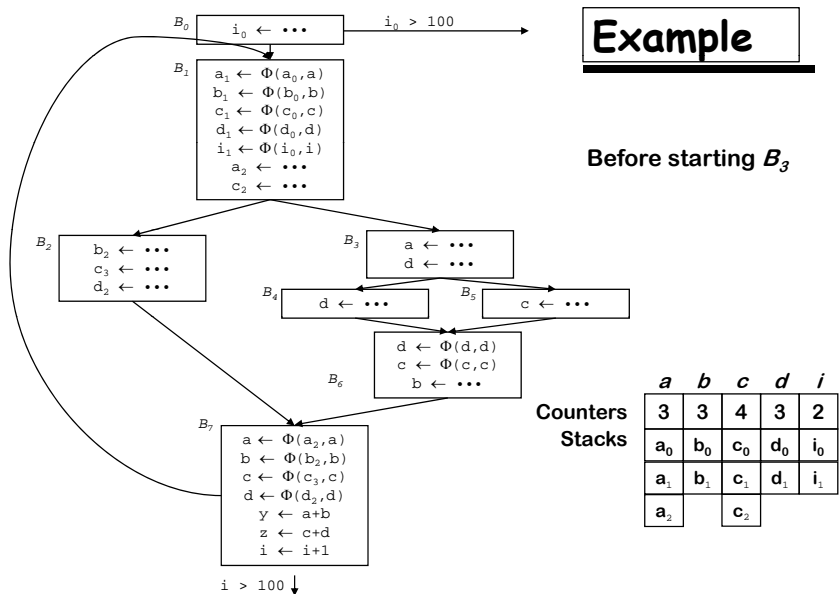 B₀
i₀ ← •••
i₀ > 100
Example
B₁
a₁ ← Φ(a₀,a)
b₁ ← Φ(b₀,b)
c₁ ← Φ(c₀,c)
d₁ ← Φ(d₀,d)
i₁ ← Φ(i₀,i)
a₂ ← •••
c₂ ← •••
Before starting B₃
B₂
b₂ ← •••
c₃ ← •••
d₂ ← •••
B₃
a ← •••
d ← •••
B₄
d ← •••
B₅
c ← •••
B₆
d ← Φ(d,d)
c ← Φ(c,c)
b ← •••
B₇
a ← Φ(a₂,a)
b ← Φ(b₂,b)
c ← Φ(c₃,c)
d ← Φ(d₂,d)
y ← a+b
z ← c+d
i ← i+1
i > 100
a b c d i
Counters 3 3 4 3 2
Stacks a₀ b₀ c₀ d₀ i₀
a₁ b₁ c₁ d₁ i₁
a₂ c₂